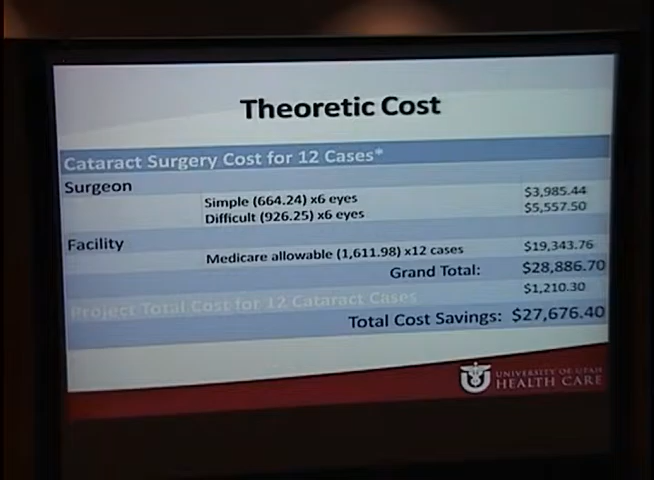 Theoretic Cost
Cataract Surgery Cost for 12 Cases*
Surgeon
Simple (664.24) x6 eyes $3,985.44
Difficult (926.25) x6 eyes $5,557.50
Facility
Medicare allowable (1,611.98) x12 cases $19,343.76
Grand Total: $28,886.70
Project Total Cost for 12 Cataract Cases $1,210.30
Total Cost Savings: $27,676.40
UNIVERSITY OF UTAH
HEALTH CARE